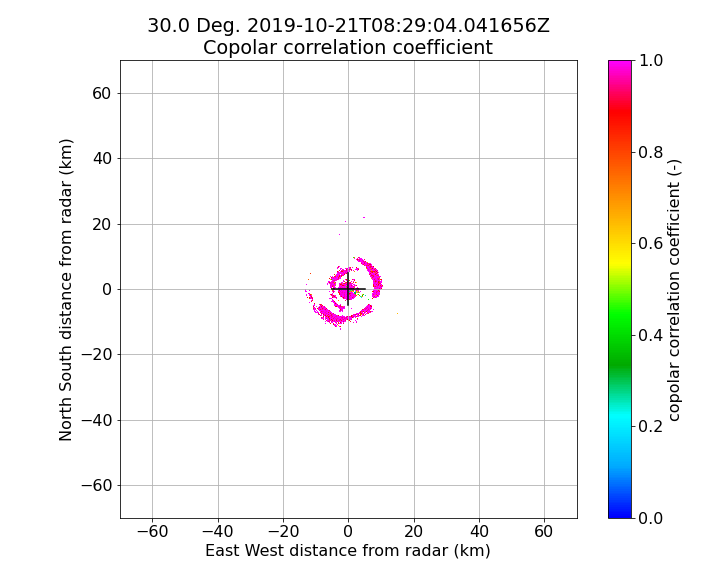 30.0 Deg. 2019-10-21T08:29:04.041656Z
Copolar correlation coefficient
North South distance from radar (km)
60
40
20
0
−20
−40
−60
−60 −40 −20 0 20 40 60
East West distance from radar (km)
1.0
0.8
0.6
0.4
0.2
0.0
copolar correlation coefficient (-)